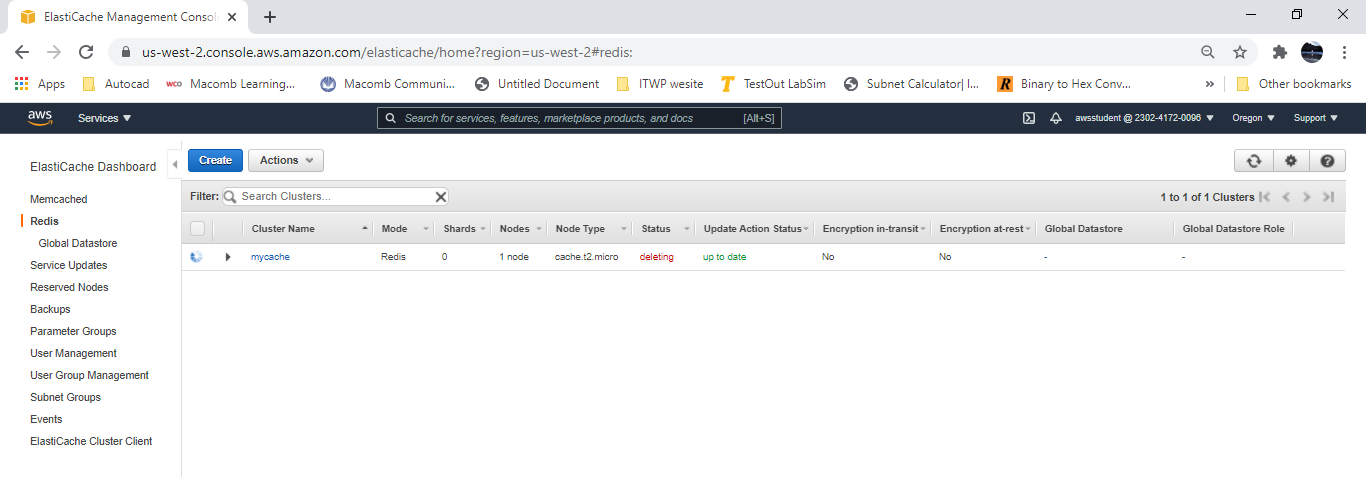 ElastiCache Management Consol
us-west-2.console.aws.amazon.com/elasticache/home?region=us-west-2#redis:
Apps Autocad WCD Macomb Learning... Macomb Communi... Untitled Document ITWP wesite TestOut LabSim Subnet Calculator| I... R Binary to Hex Conv... » Other bookmarks
aws Services Search for services, features, marketplace products, and docs [Alt+S] awsstudent @ 2302-4172-0096 Oregon Support
ElastiCache Dashboard
Memcached
Redis
Global Datastore
Service Updates
Reserved Nodes
Backups
Parameter Groups
User Management
User Group Management
Subnet Groups
Events
ElastiCache Cluster Client
Create Actions
Filter: Search Clusters... 1 to 1 of 1 Clusters
Cluster Name Mode Shards Nodes Node Type Status Update Action Status Encryption in-transit Encryption at-rest Global Datastore Global Datastore Role
mycache Redis 0 1 node cache.t2.micro deleting up to date No No - -